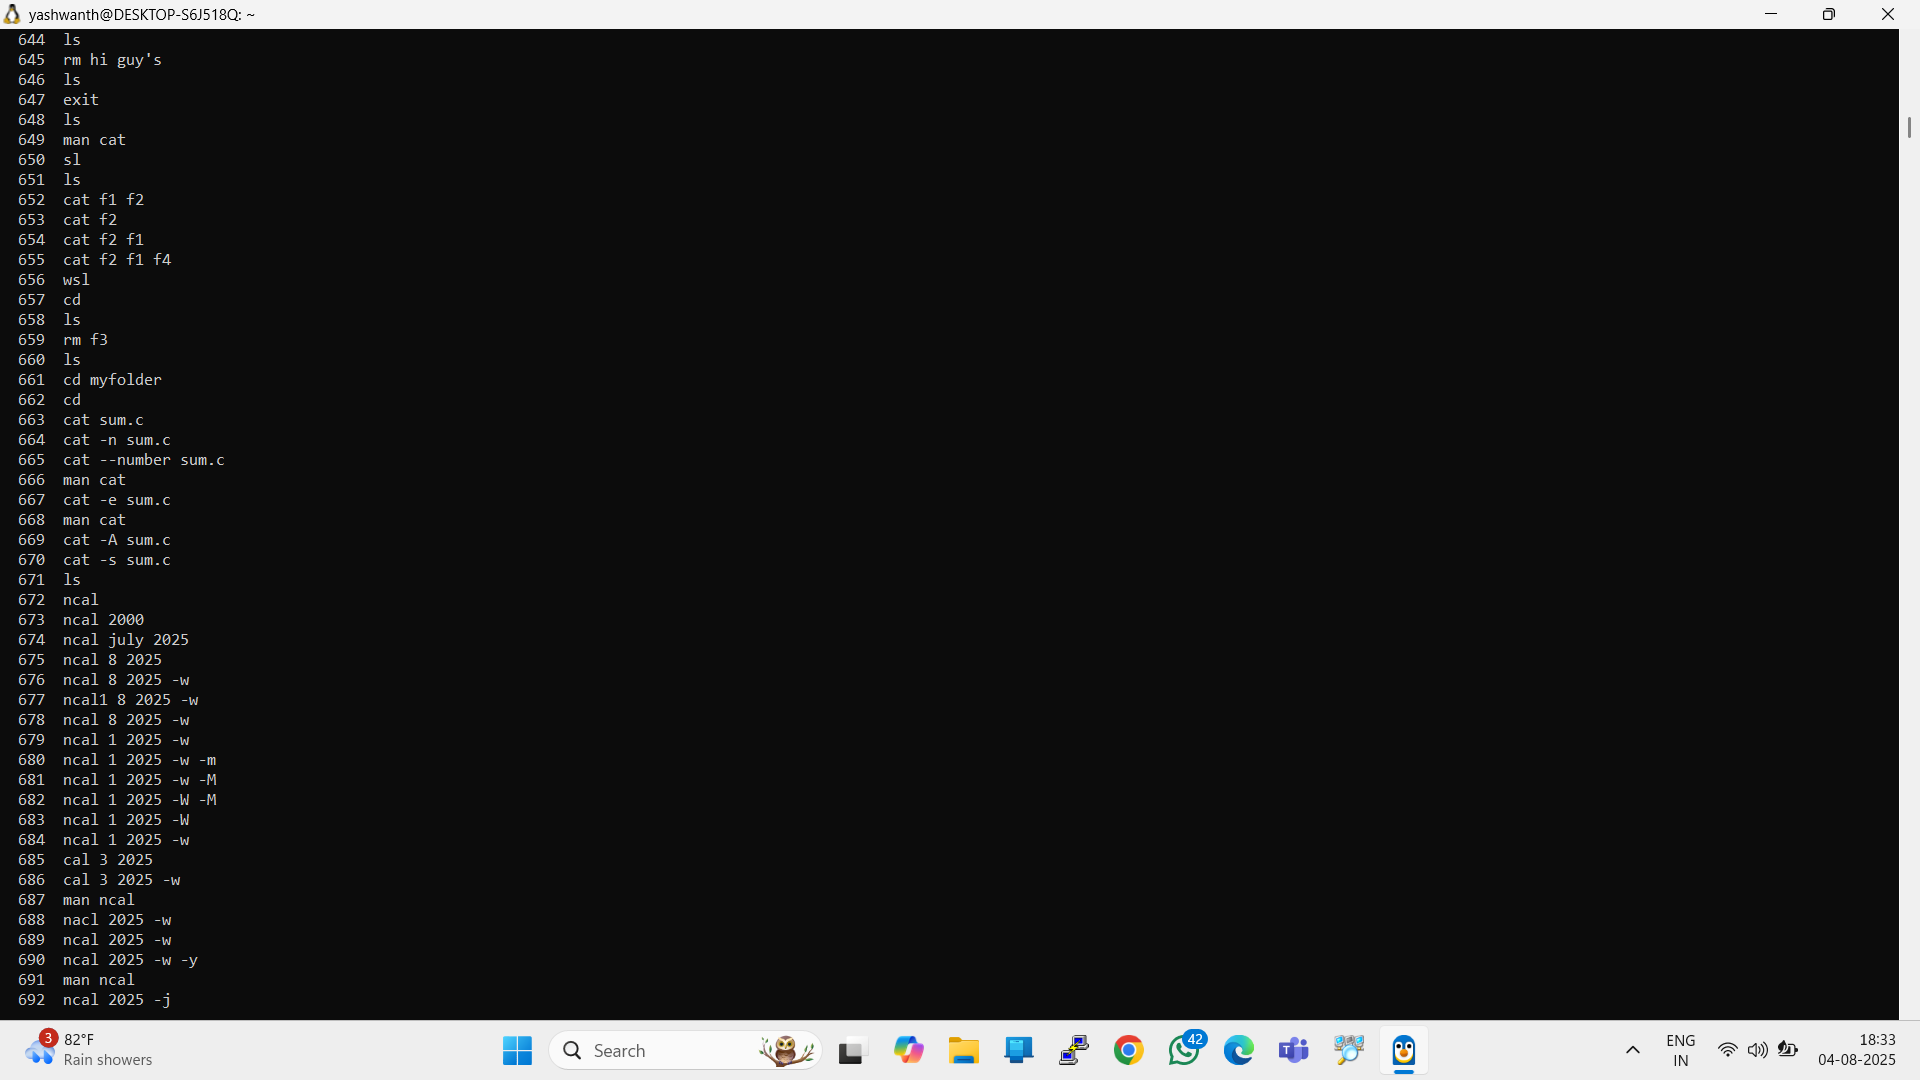 yashwanth@DESKTOP-S6J518Q: ~
644 ls
645 rm hi guy's
646 ls
647 exit
648 ls
649 man cat
650 sl
651 ls
652 cat f1 f2
653 cat f2
654 cat f2 f1
655 cat f2 f1 f4
656 wsl
657 cd
658 ls
659 rm f3
660 ls
661 cd myfolder
662 cd
663 cat sum.c
664 cat -n sum.c
665 cat --number sum.c
666 man cat
667 cat -e sum.c
668 man cat
669 cat -A sum.c
670 cat -s sum.c
671 ls
672 ncal
673 ncal 2000
674 ncal july 2025
675 ncal 8 2025
676 ncal 8 2025 -w
677 ncal1 8 2025 -w
678 ncal 8 2025 -w
679 ncal 1 2025 -w
680 ncal 1 2025 -w -m
681 ncal 1 2025 -w -M
682 ncal 1 2025 -W -M
683 ncal 1 2025 -W
684 ncal 1 2025 -w
685 cal 3 2025
686 cal 3 2025 -w
687 man ncal
688 nacl 2025 -w
689 ncal 2025 -w
690 ncal 2025 -w -y
691 man ncal
692 ncal 2025 -j
3
82°F
Rain showers
Search
42
ENG
IN
18:33
04-08-2025